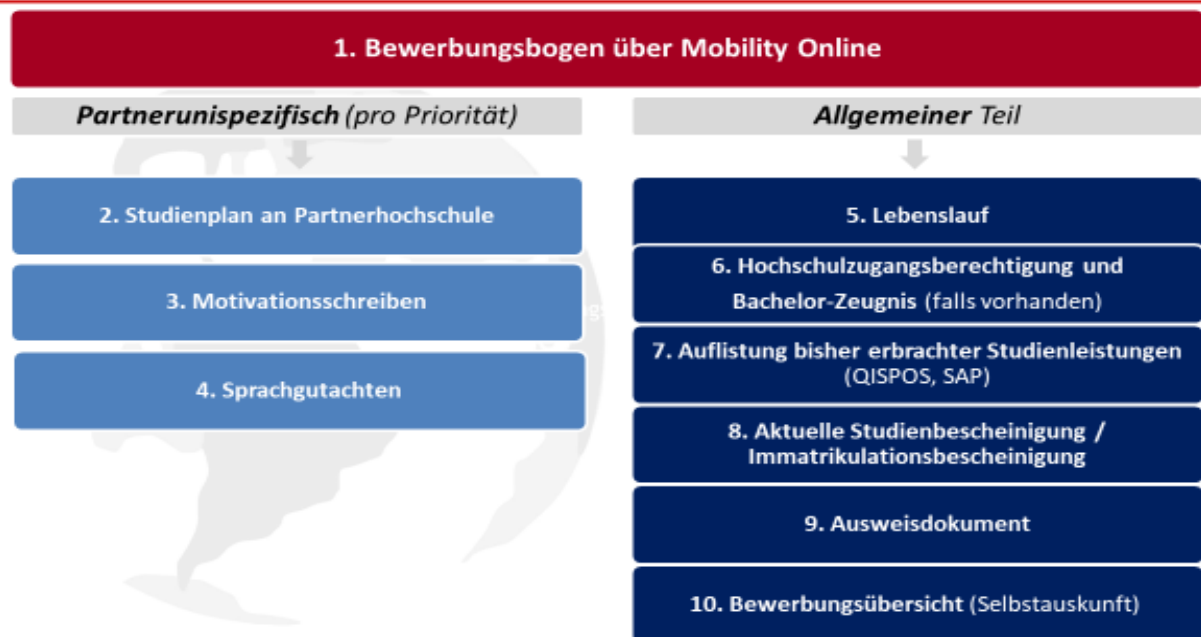 1. Bewerbungsbogen über Mobility Online
Partnerunispezifisch (pro Priorität)
2. Studienplan an Partnerhochschule
3. Motivationsschreiben
4. Sprachgutachten
Allgemeiner Teil
5. Lebenslauf
6. Hochschulzugangsberechtigung und
Bachelor-Zeugnis (falls vorhanden)
7. Auflistung bisher erbrachter Studienleistungen
(QISPOS, SAP)
8. Aktuelle Studienbescheinigung /
Immatrikulationsbescheinigung
9. Ausweisdokument
10. Bewerbungsübersicht (Selbstauskunft)